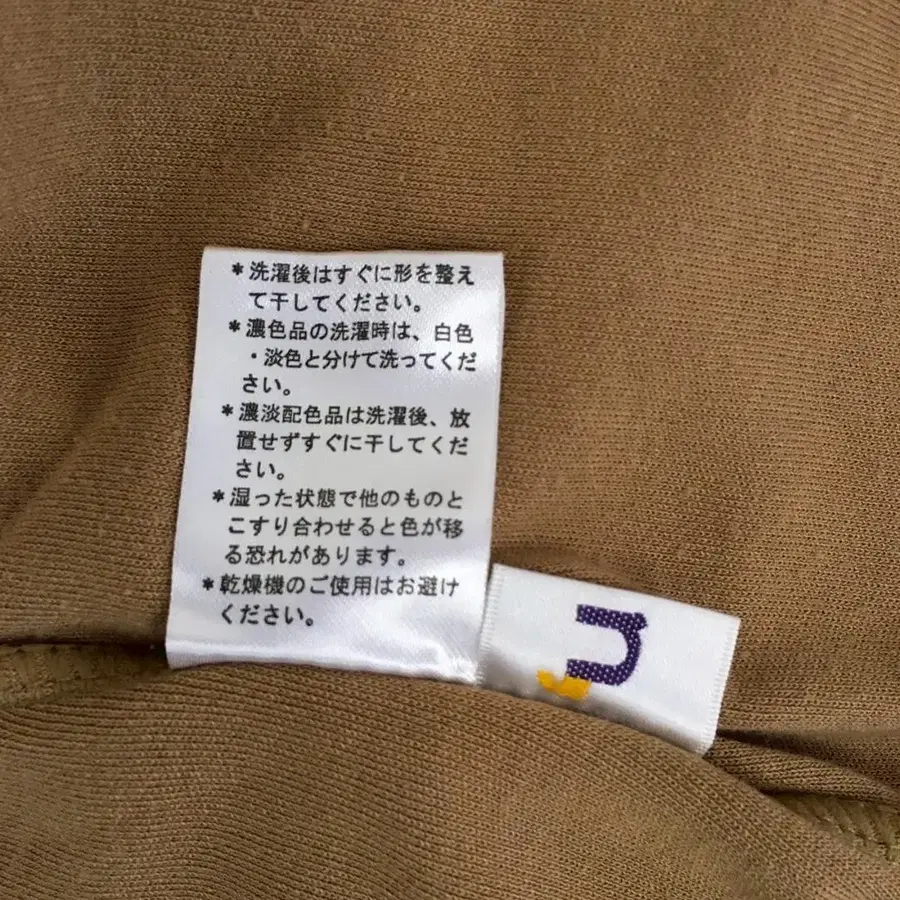 *洗濯後はすぐに形を整え
て干してください。
*濃色品の洗濯時は、白色
・淡色と分けて洗ってくだ
さい。
*濃淡配色品は洗濯後、放
置せずすぐに干してくだ
さい。
*湿った状態で他のものと
こすり合わせると色が移
る恐れがあります。
*乾燥機のご使用はお避け
ください。
n